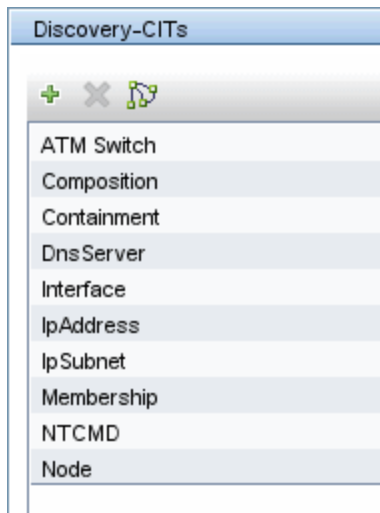 Discovery-CITs
ATM Switch
Composition
Containment
DnsServer
Interface
IpAddress
IpSubnet
Membership
NTCMD
Node